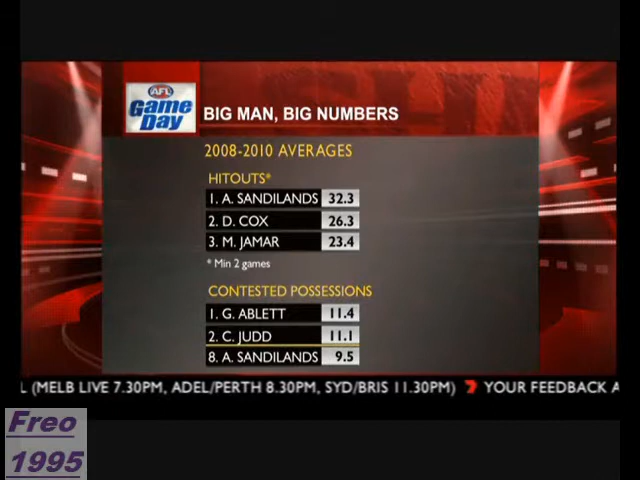 AFL
Game
Day
BIG MAN, BIG NUMBERS
2008-2010 AVERAGES
HITOUTS*
1. A. SANDILANDS 32.3
2. D. COX 26.3
3. M. JAMAR 23.4
* Min 2 games
CONTESTED POSSESSIONS
1. G. ABLETT 11.4
2. C. JUDD 11.1
8. A. SANDILANDS 9.5
L (MELB LIVE 7.30PM, ADEL/PERTH 8.30PM, SYD/BRIS 11.30PM) 7 YOUR FEEDBACK A
Freo
1995